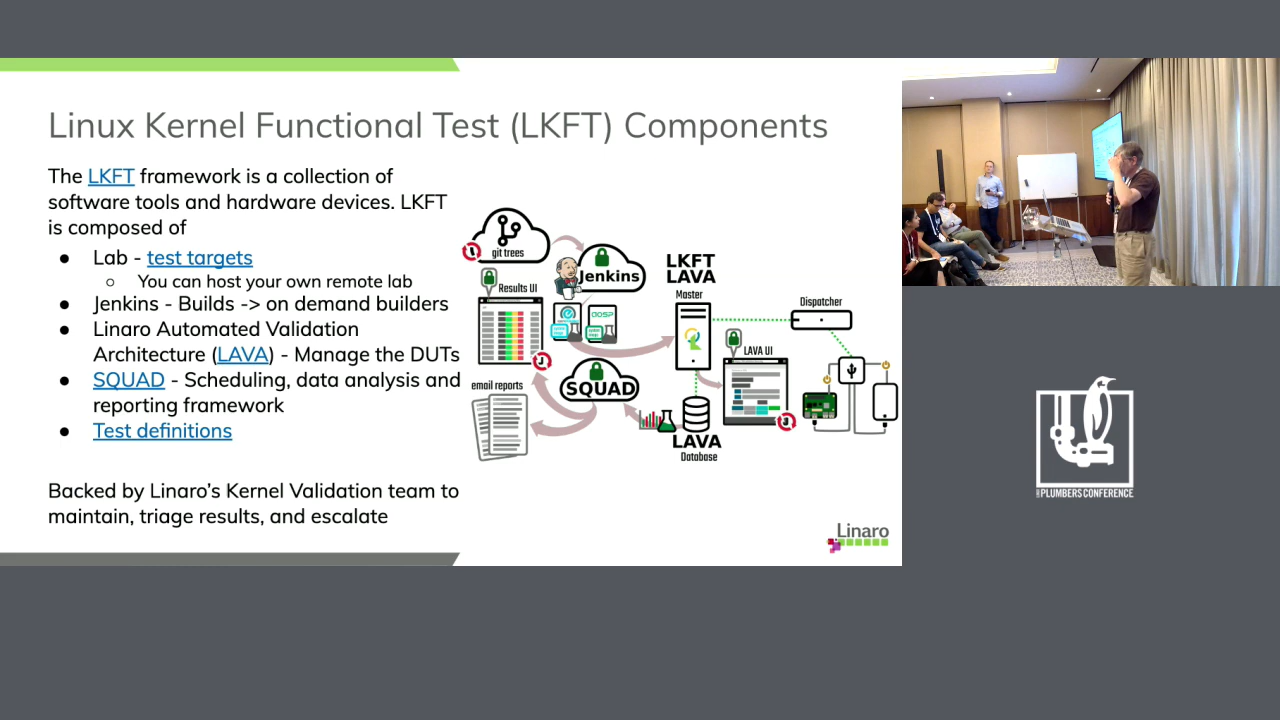 Linux Kernel Functional Test (LKFT) Components
The LKFT framework is a collection of
software tools and hardware devices. LKFT
is composed of
● Lab - test targets
○ You can host your own remote lab
● Jenkins - Builds -> on demand builders
● Linaro Automated Validation
Architecture (LAVA) - Manage the DUTs
● SQUAD - Scheduling, data analysis and
reporting framework
● Test definitions
Backed by Linaro's Kernel Validation team to
maintain, triage results, and escalate
git trees
Jenkins
Results UI
LKFT
LAVA
Master
Dispatcher
LAVA UI
SQUAD
email reports
LAVA
Database
Linaro
PLUMBERS CONFERENCE